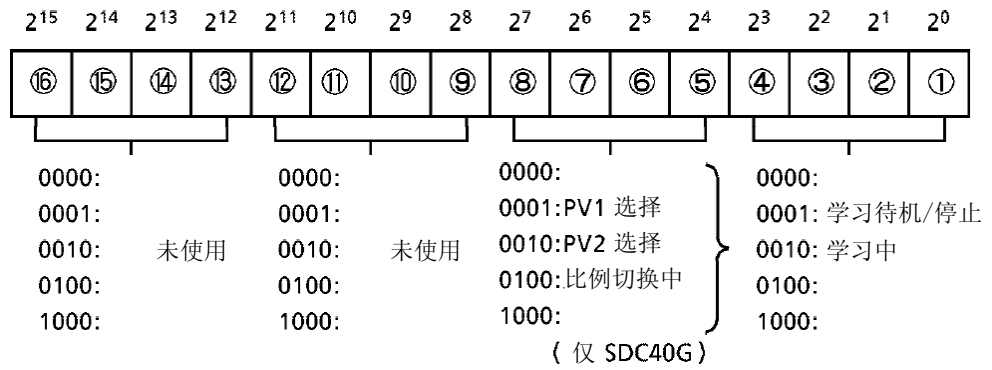 2¹⁵ 2¹⁴ 2¹³ 2¹² 2¹¹ 2¹⁰ 2⁹ 2⁸ 2⁷ 2⁶ 2⁵ 2⁴ 2³ 2² 2¹ 2⁰
⑯ ⑮ ⑭ ⑬ ⑫ ⑪ ⑩ ⑨ ⑧ ⑦ ⑥ ⑤ ④ ③ ② ①
0000:
0001:
0010: 未使用
0100:
1000:
0000:
0001:
0010: 未使用
0100:
1000:
0000:
0001:PV1 选择
0010:PV2 选择
0100:比例切换中
1000:
( 仅 SDC40G )
0000:
0001: 学习待机/停止
0010: 学习中
0100:
1000: